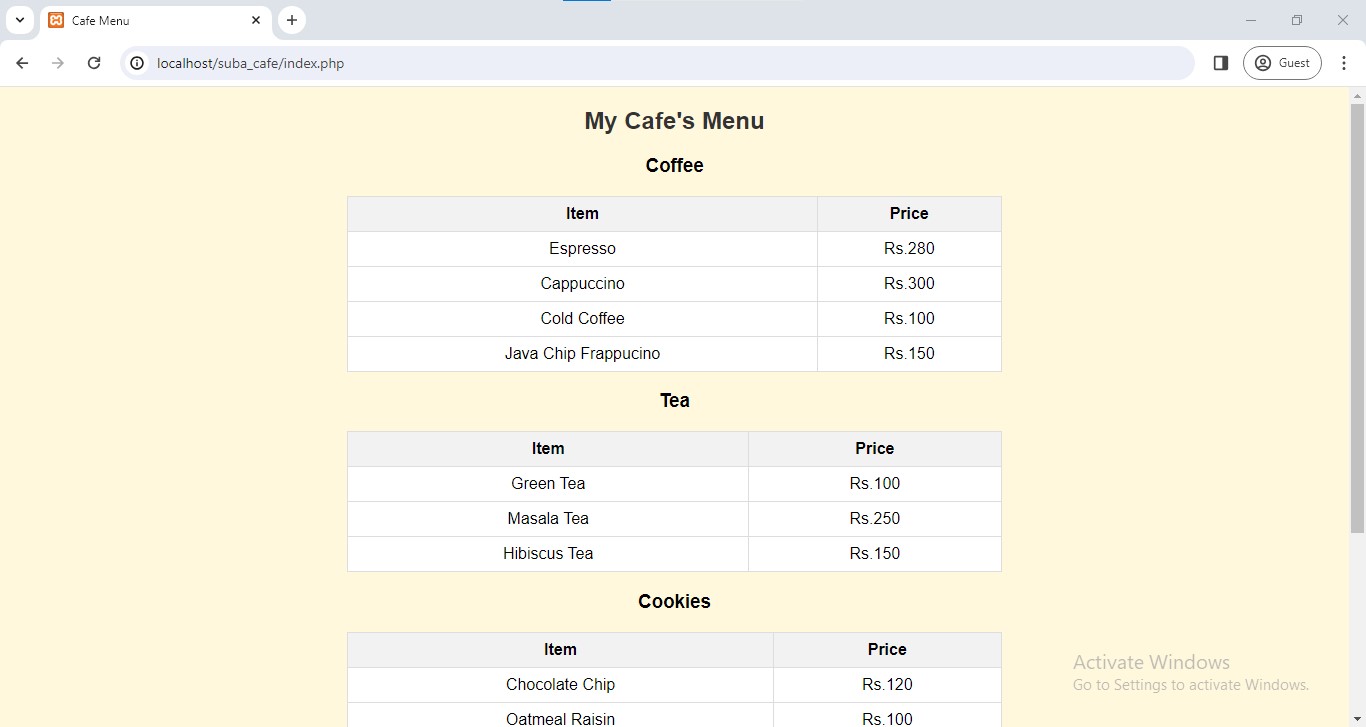 Cafe Menu
localhost/suba_cafe/index.php
Guest
My Cafe's Menu
Coffee
Item Price
Espresso Rs.280
Cappuccino Rs.300
Cold Coffee Rs.100
Java Chip Frappucino Rs.150
Tea
Item Price
Green Tea Rs.100
Masala Tea Rs.250
Hibiscus Tea Rs.150
Cookies
Item Price
Chocolate Chip Rs.120
Oatmeal Raisin Rs.100
Activate Windows
Go to Settings to activate Windows.